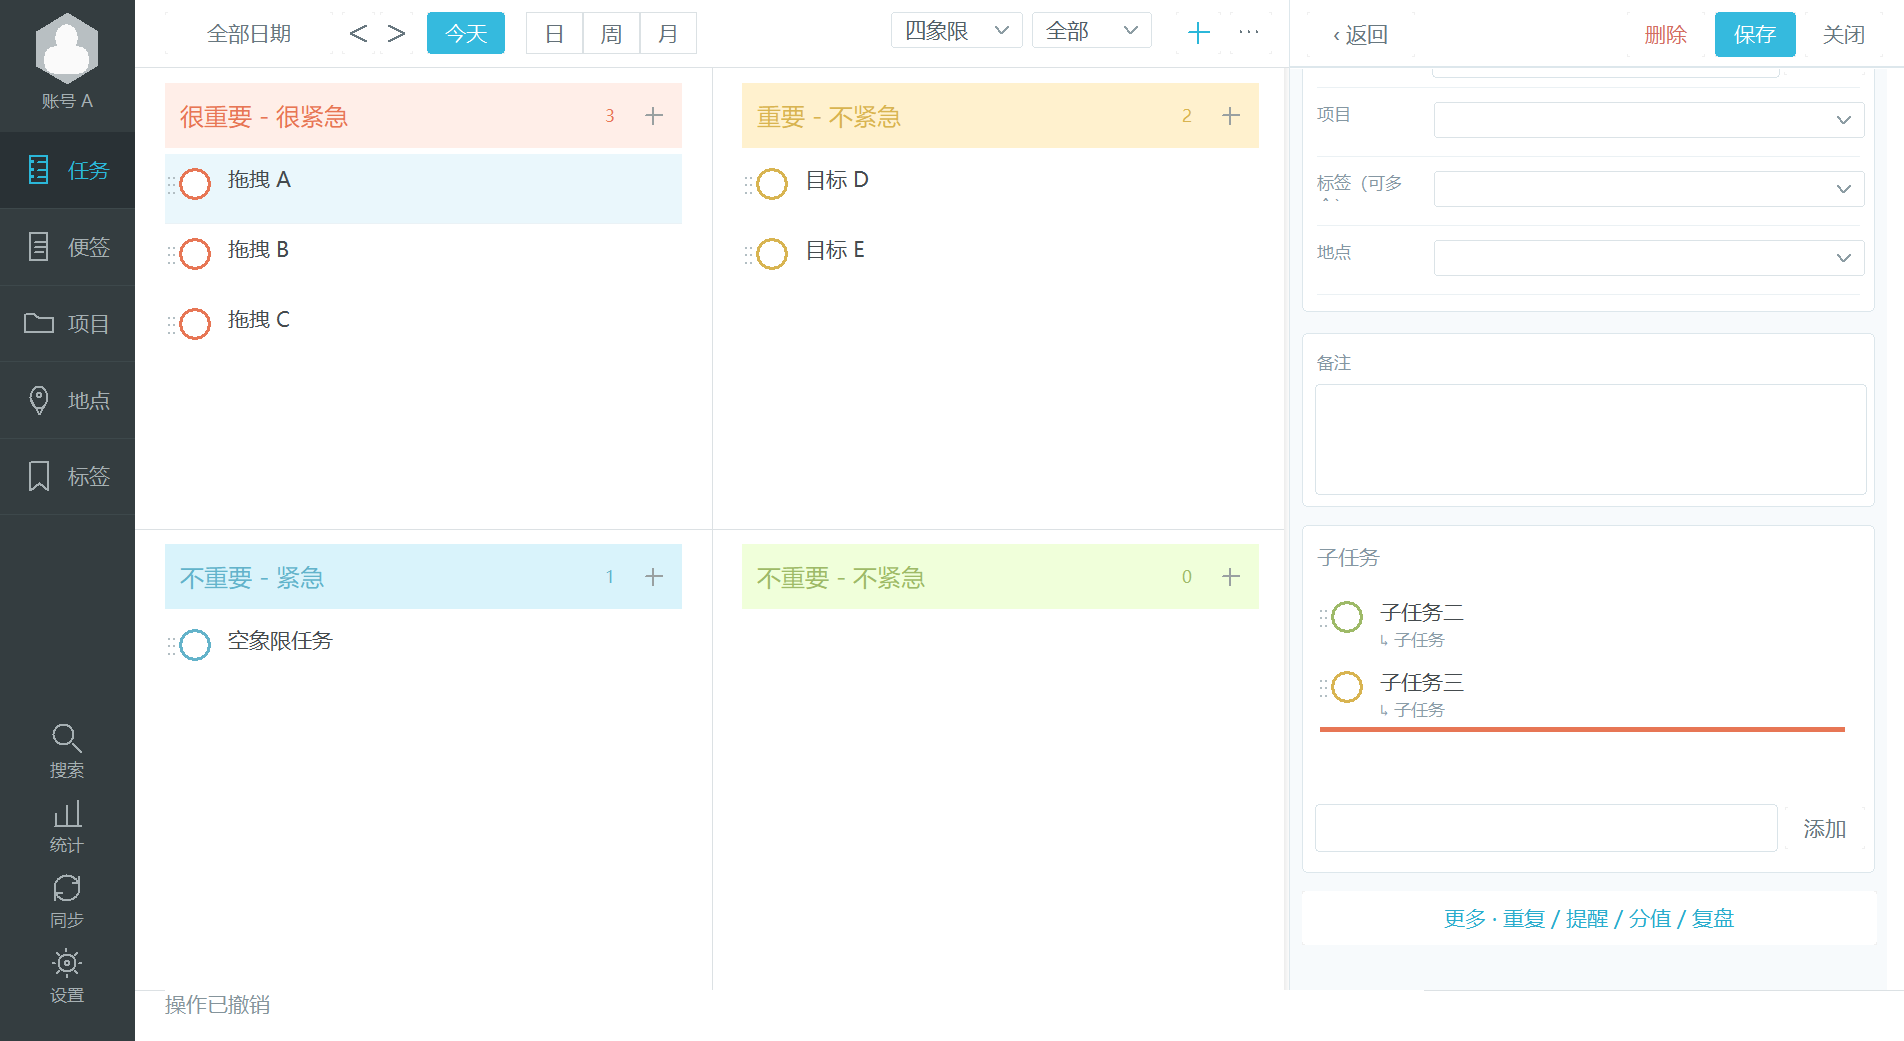 账号 A
任务
便签
项目
地点
标签
搜索
统计
同步
设置
全部日期
<
>
今天
日
周
月
四象限
全部
+
...
很重要 - 很紧急
3
+
拖拽 A
拖拽 B
拖拽 C
重要 - 不紧急
2
+
目标 D
目标 E
不重要 - 紧急
1
+
空象限任务
不重要 - 不紧急
0
+
操作已撤销
‹ 返回
删除
保存
关闭
项目
标签（可多
地点
备注
子任务
子任务二
↳ 子任务
子任务三
↳ 子任务
添加
更多 · 重复 / 提醒 / 分值 / 复盘